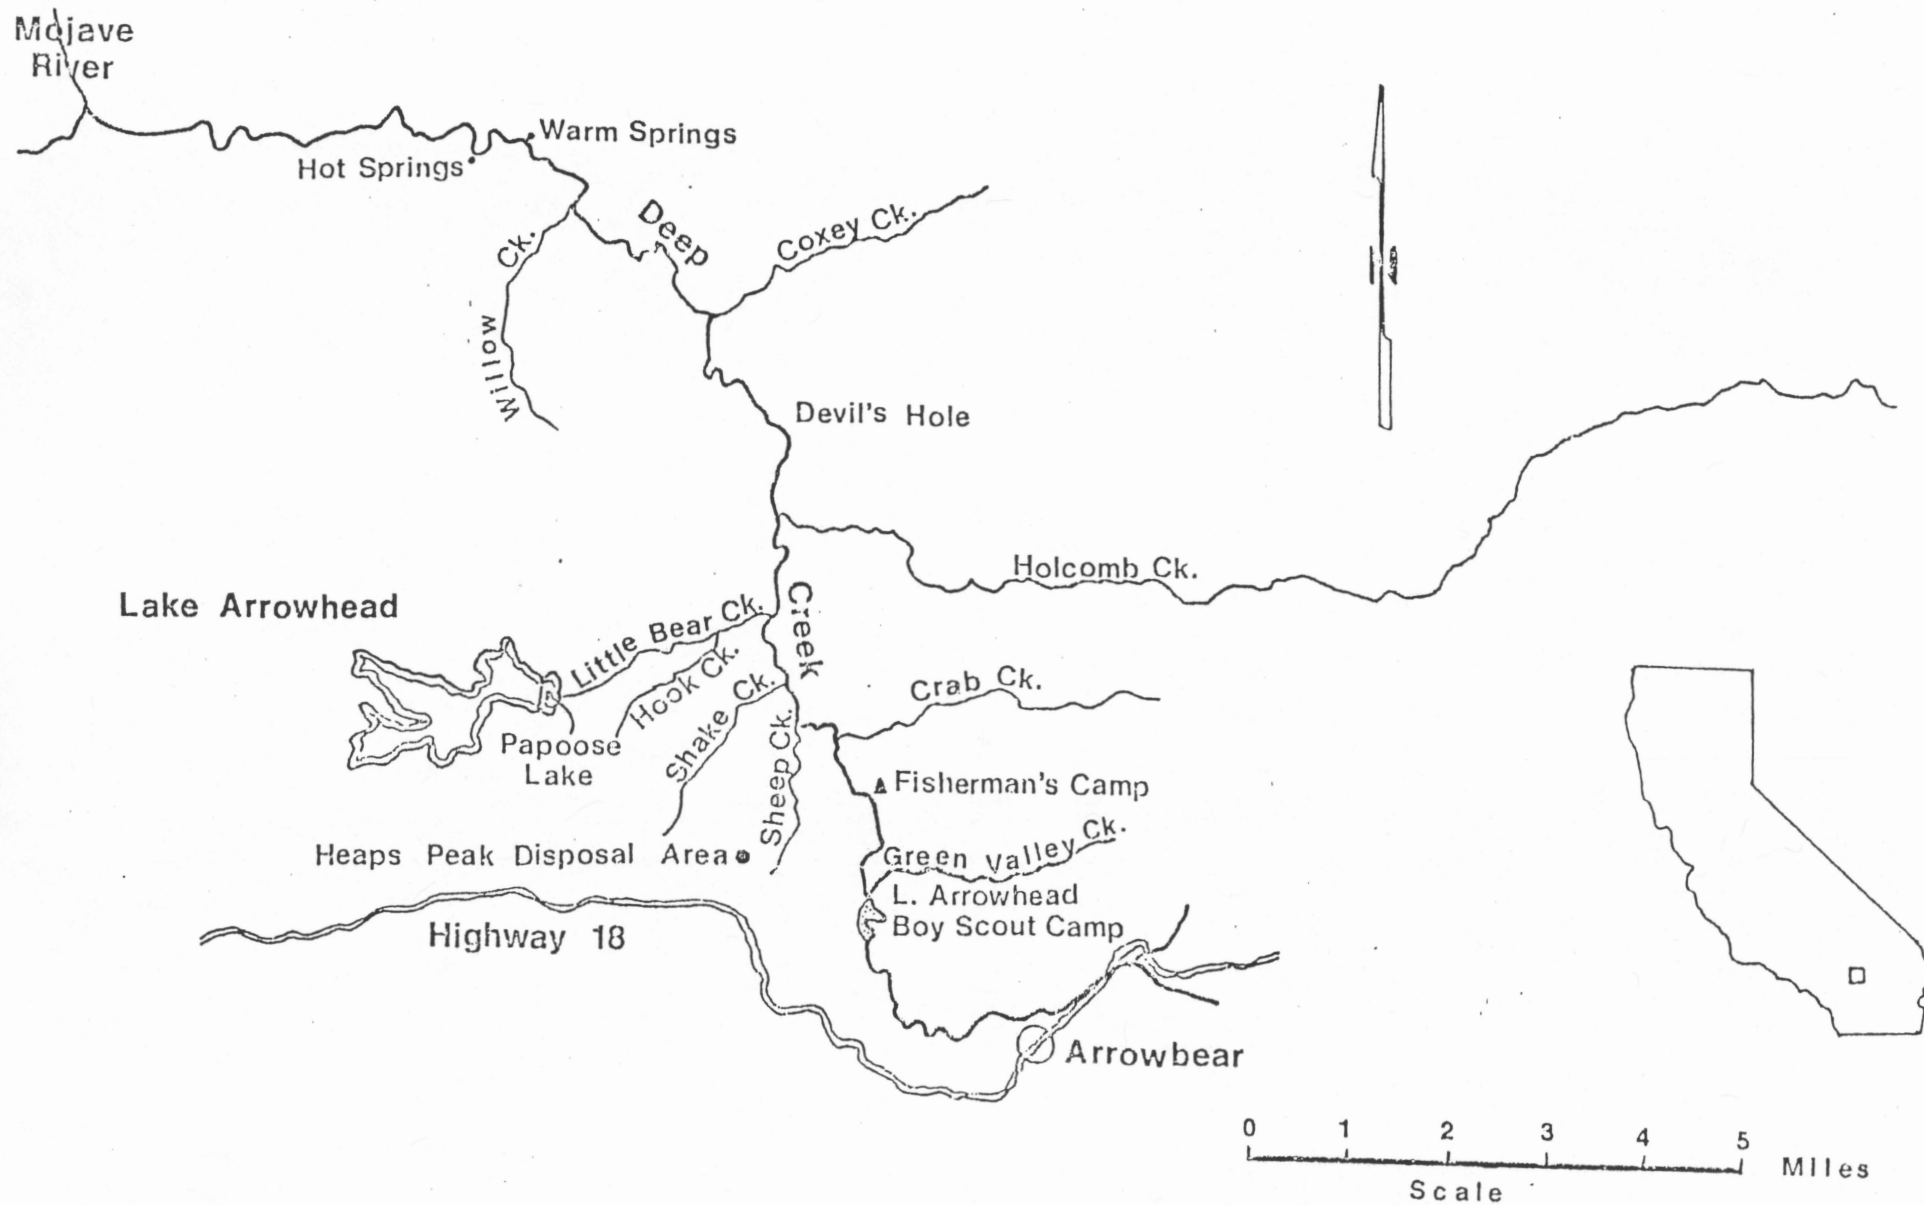 Mojave
River
Warm Springs
Hot Springs
Deep
Coxey Ck.
Willow Ck.
Devil's Hole
Holcomb Ck.
Lake Arrowhead
Little Bear Ck.
Creek
Hook Ck.
Shake Ck.
Sheep Ck.
Crab Ck.
Papoose
Lake
Fisherman's Camp
Green Valley Ck.
Heaps Peak Disposal Area
L. Arrowhead
Boy Scout Camp
Highway 18
Arrowbear
0 1 2 3 4 5
Miles
Scale
N